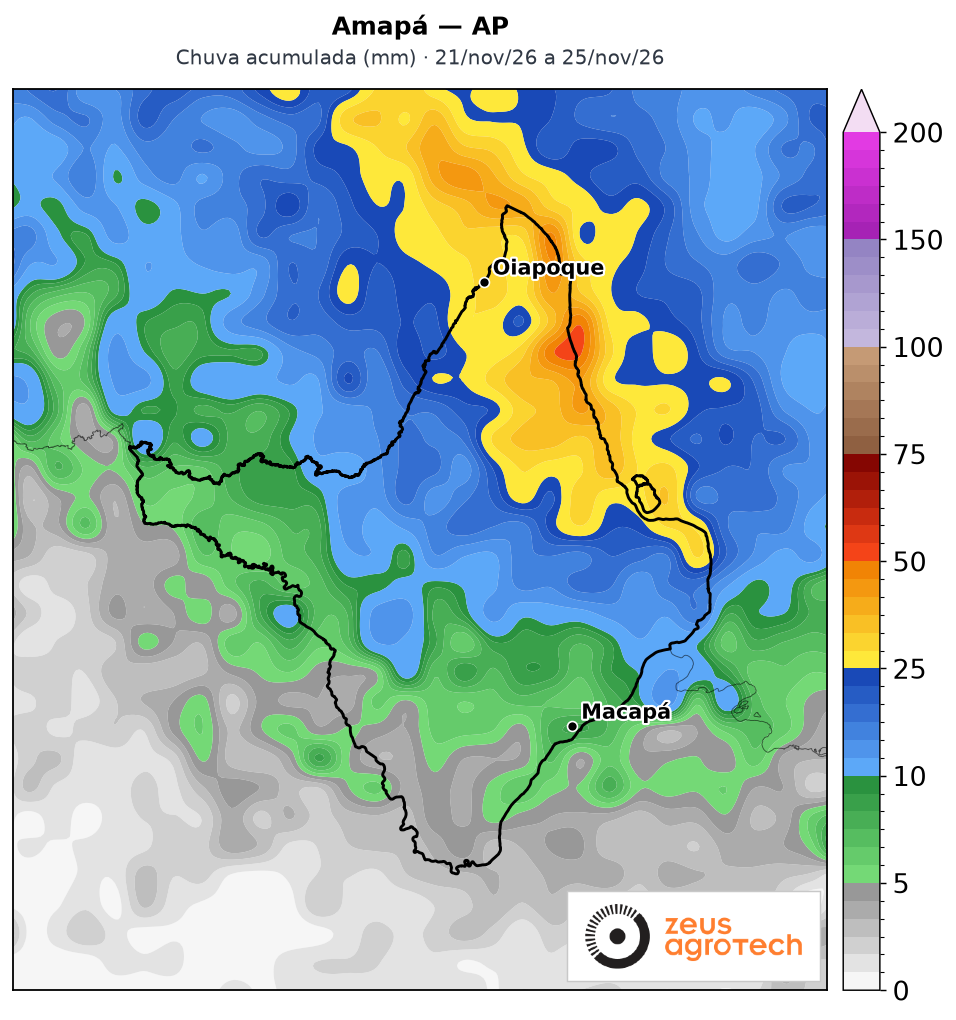 Amapá — AP
Chuva acumulada (mm) · 21/nov/26 a 25/nov/26
200
150
100
75
50
25
10
5
0
Oiapoque
Macapá
zeus
agrotech